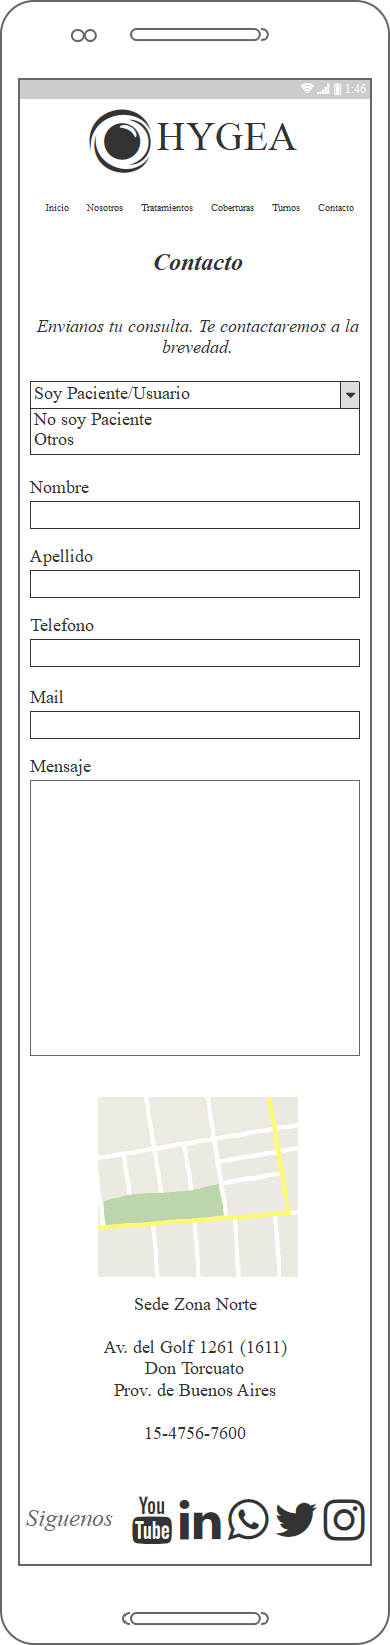 1:46
HYGEA
Inicio Nosotros Tratamientos Coberturas Turnos Contacto
Contacto
Envianos tu consulta. Te contactaremos a la
brevedad.
Soy Paciente/Usuario
No soy Paciente
Otros
Nombre
Apellido
Telefono
Mail
Mensaje
Sede Zona Norte
Av. del Golf 1261 (1611)
Don Torcuato
Prov. de Buenos Aires
15-4756-7600
Siguenos
You
Tube
in